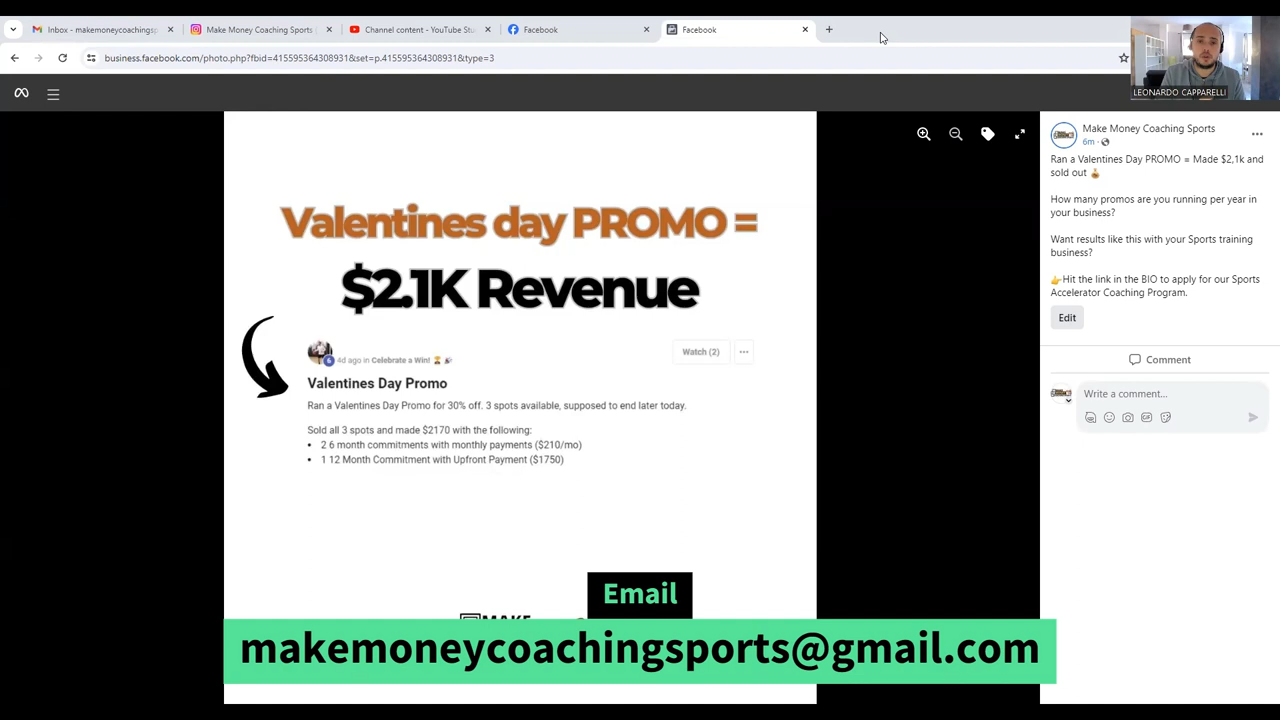 Inbox - makemoneycoachingsp
Make Money Coaching Sports
Channel content - YouTube Stu
Facebook
Facebook
business.facebook.com/photo.php?fbid=415595364308931&set=p.415595364308931&type=3
LEONARDO CAPPARELLI
Valentines day PROMO =
$2.1K Revenue
6
4d ago in Celebrate a Win!
Watch (2)
Valentines Day Promo
Ran a Valentines Day Promo for 30% off. 3 spots available, supposed to end later today.
Sold all 3 spots and made $2170 with the following:
• 2 6 month commitments with monthly payments ($210/mo)
• 1 12 Month Commitment with Upfront Payment ($1750)
MAKE
Email
makemoneycoachingsports@gmail.com
Make Money Coaching Sports
6m ·
Ran a Valentines Day PROMO = Made $2,1k and
sold out
How many promos are you running per year in
your business?
Want results like this with your Sports training
business?
👉Hit the link in the BIO to apply for our Sports
Accelerator Coaching Program.
Edit
Comment
Write a comment...
GIF